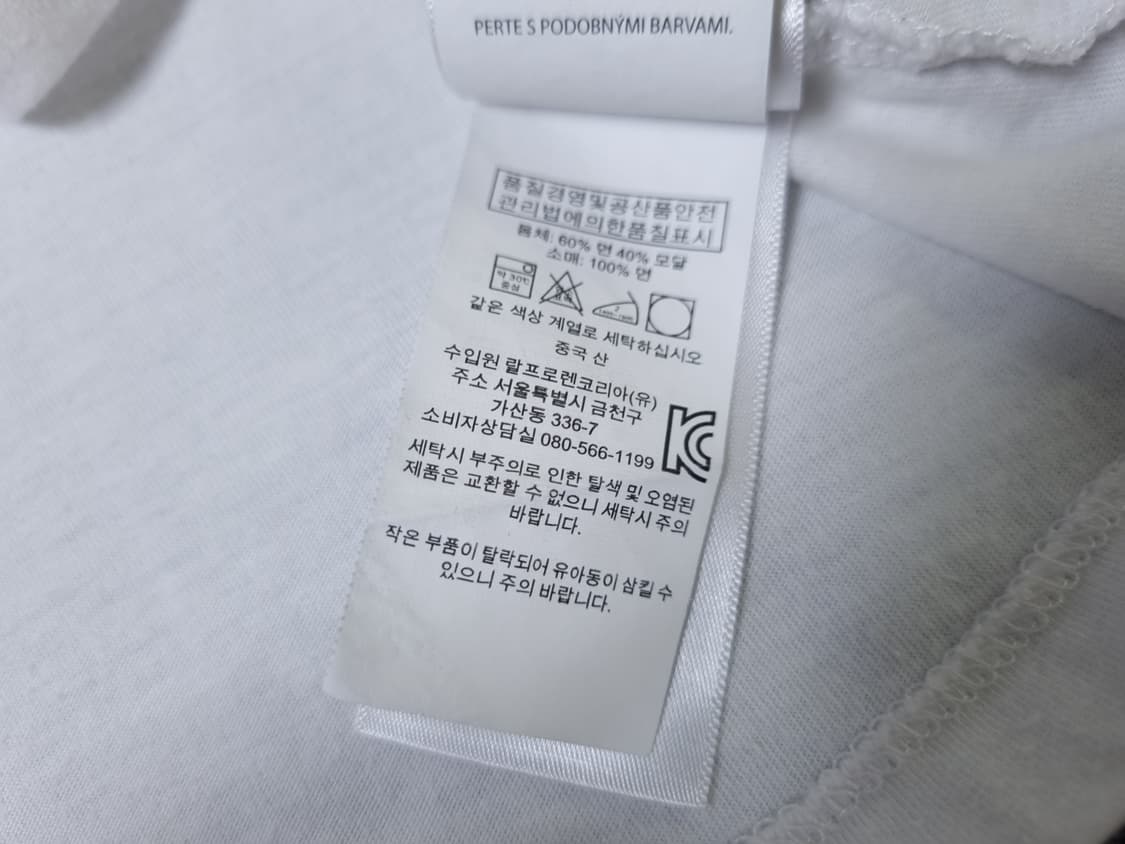 PERTE S PODOBNÝMI BARVAMI.
품질경영및공산품안전
관리법에의한품질표시
몸체: 60% 면 40% 모달
소매: 100% 면
약 30℃
중성
같은 색상 계열로 세탁하십시오
중국 산
수입원 랄프로렌코리아(유)
주소 서울특별시 금천구
가산동 336-7
소비자상담실 080-566-1199
KC
세탁시 부주의로 인한 탈색 및 오염된
제품은 교환할 수 없으니 세탁시 주의
바랍니다.
작은 부품이 탈락되어 유아동이 삼킬 수
있으니 주의 바랍니다.